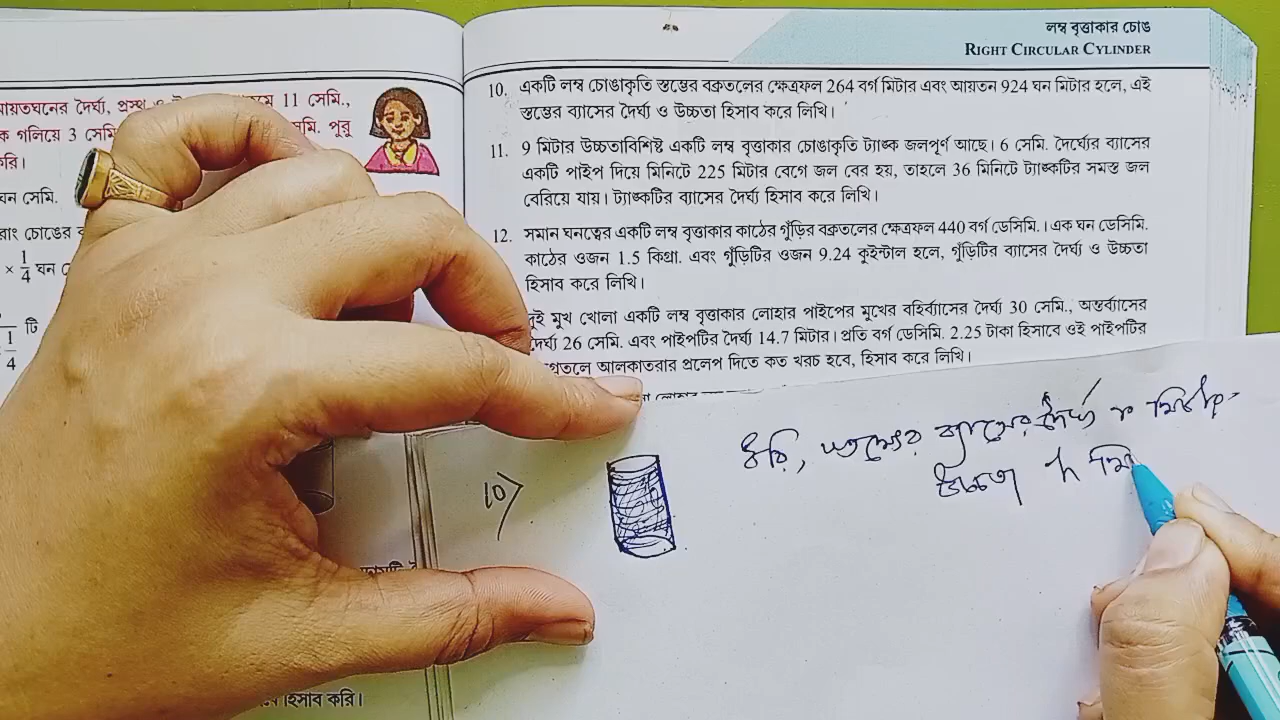 লম্ব বৃত্তাকার চোঙ
RIGHT CIRCULAR CYLINDER
দৈর্ঘ্য, প্রস্থ ও 11 সেমি.,
গলিয়ে 3 সেমি. পুরু
করি।
ঘন সেমি.
চোঙের
× 1/4 ঘন
1/4 টি
হিসাব করি।
10. একটি লম্ব চোঙাকৃতি স্তম্ভের বক্রতলের ক্ষেত্রফল 264 বর্গ মিটার এবং আয়তন 924 ঘন মিটার হলে, এই
স্তম্ভের ব্যাসের দৈর্ঘ্য ও উচ্চতা হিসাব করে লিখি।
11. 9 মিটার উচ্চতাবিশিষ্ট একটি লম্ব বৃত্তাকার চোঙাকৃতি ট্যাঙ্ক জলপূর্ণ আছে। 6 সেমি. দৈর্ঘ্যের ব্যাসের
একটি পাইপ দিয়ে মিনিটে 225 মিটার বেগে জল বের হয়, তাহলে 36 মিনিটে ট্যাঙ্কটির সমস্ত জল
বেরিয়ে যায়। ট্যাঙ্কটির ব্যাসের দৈর্ঘ্য হিসাব করে লিখি।
12. সমান ঘনত্বের একটি লম্ব বৃত্তাকার কাঠের গুঁড়ির বক্রতলের ক্ষেত্রফল 440 বর্গ ডেসিমি.। এক ঘন ডেসিমি.
কাঠের ওজন 1.5 কিগ্রা. এবং গুঁড়িটির ওজন 9.24 কুইন্টাল হলে, গুঁড়িটির ব্যাসের দৈর্ঘ্য ও উচ্চতা
হিসাব করে লিখি।
দুই মুখ খোলা একটি লম্ব বৃত্তাকার লোহার পাইপের মুখের বহির্ব্যাসের দৈর্ঘ্য 30 সেমি., অন্তর্ব্যাসের
দৈর্ঘ্য 26 সেমি. এবং পাইপটির দৈর্ঘ্য 14.7 মিটার। প্রতি বর্গ ডেসিমি. 2.25 টাকা হিসাবে ওই পাইপটির
আলকাতরার প্রলেপ দিতে কত খরচ হবে, হিসাব করে লিখি।
10>
ধরি, স্তম্ভের ব্যাসের দৈর্ঘ্য r মিটার
উচ্চতা h মি